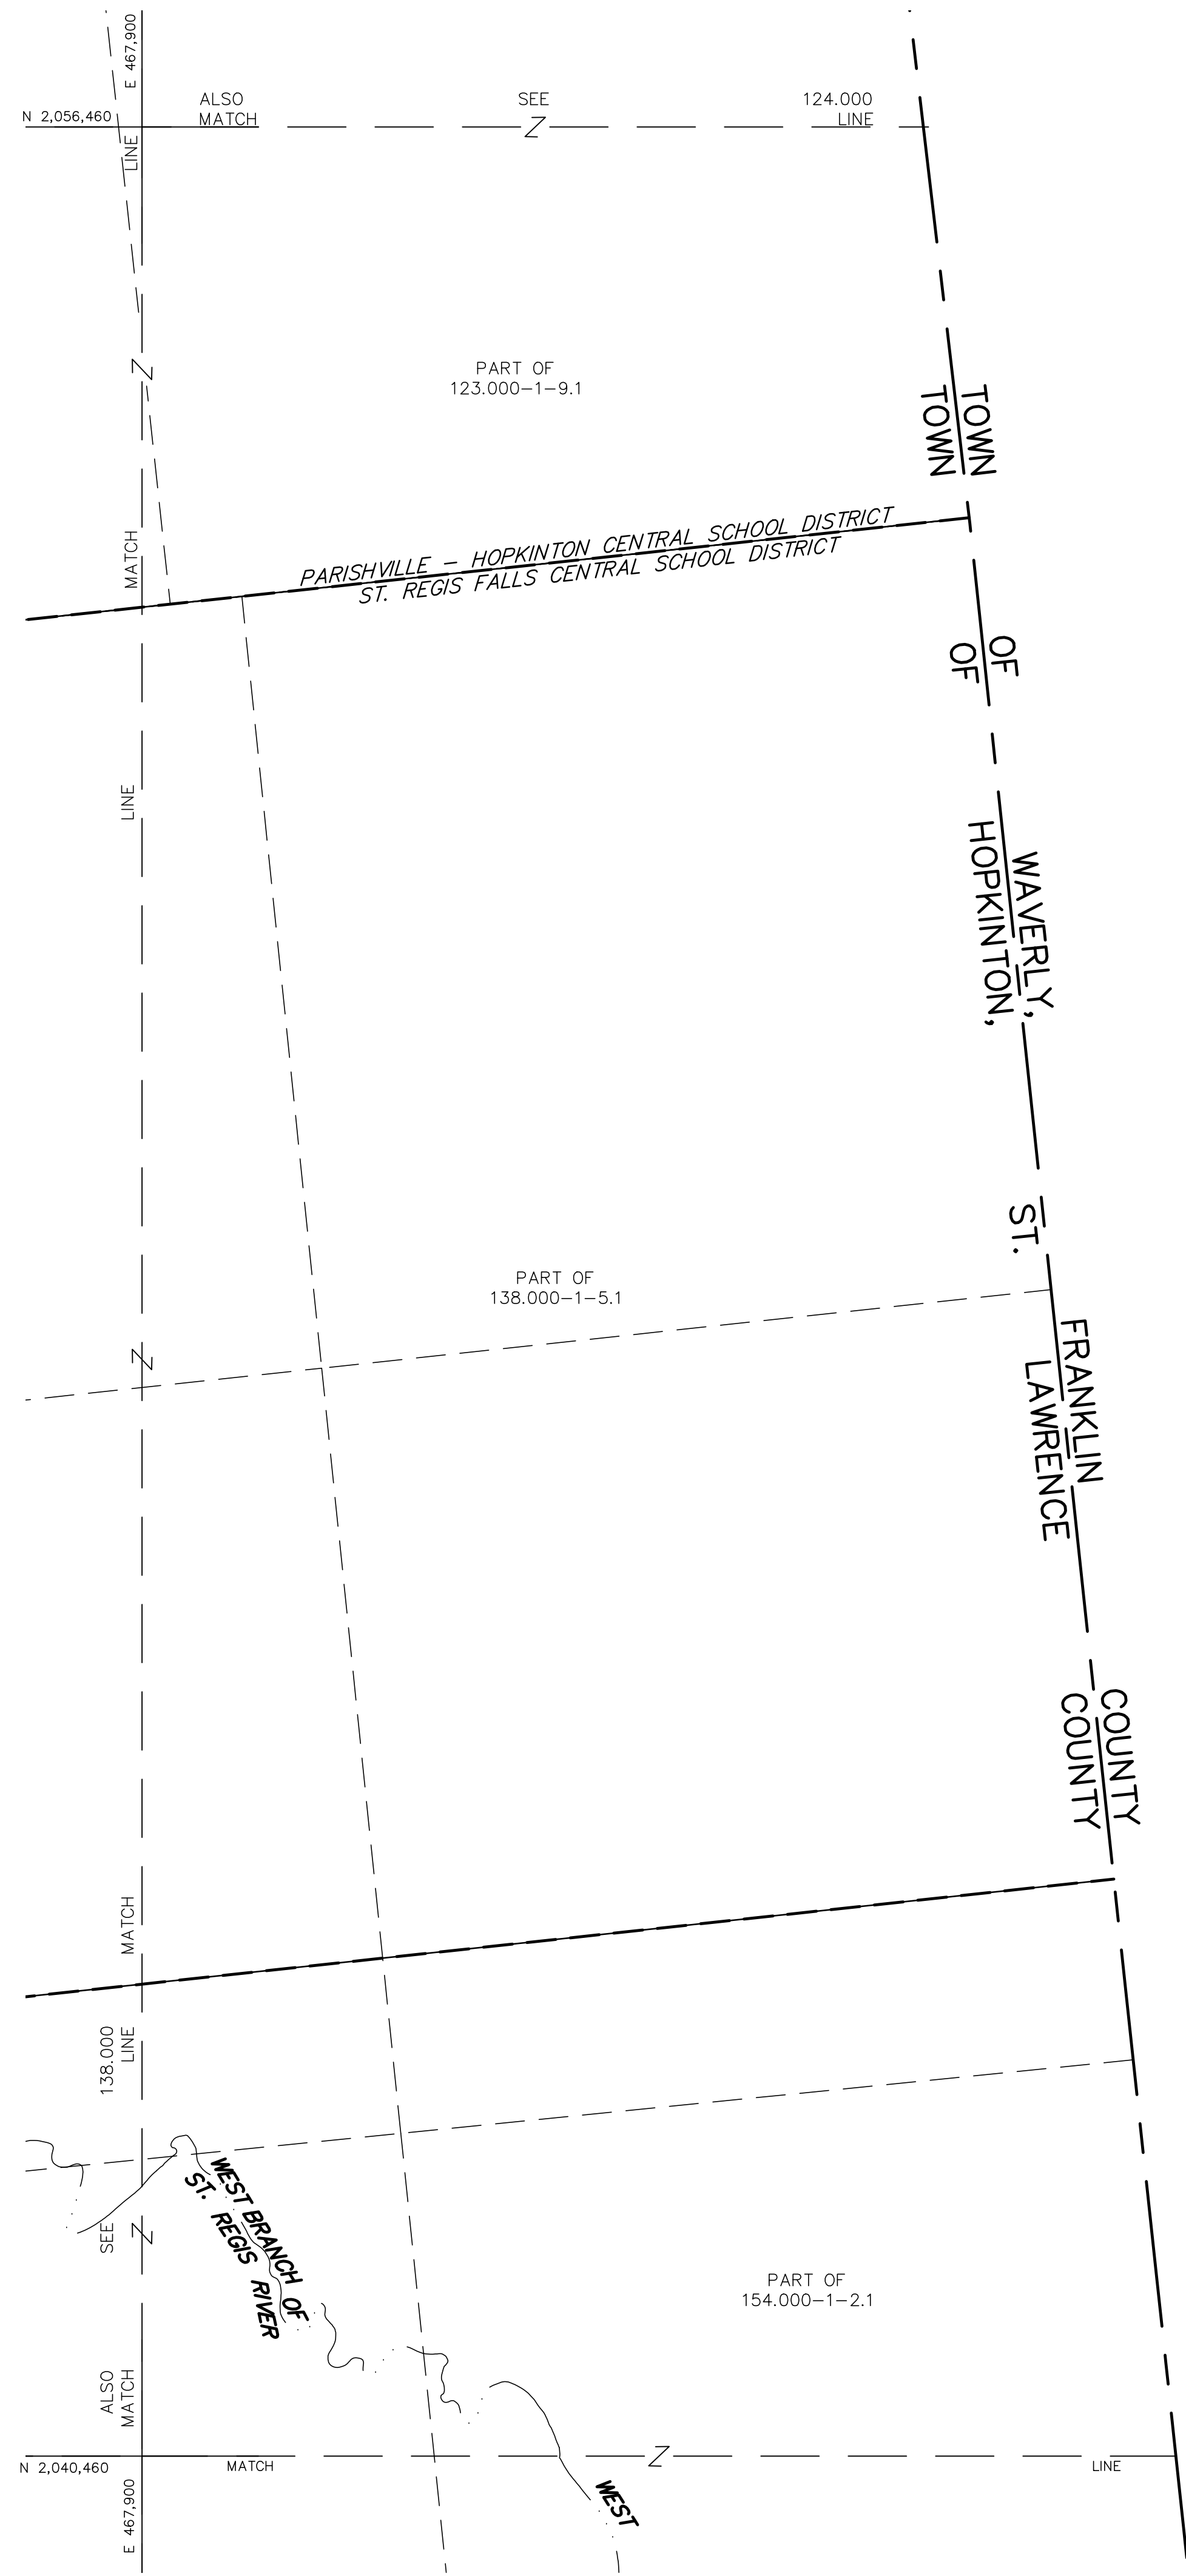 E 467,900
ALSO SEE 124.000
N 2,056,460 MATCH LINE
LINE
PART OF
123.000-1-9.1
TOWN OF WAVERLY, FRANKLIN COUNTY
TOWN OF HOPKINTON, ST. LAWRENCE COUNTY
MATCH
PARISHVILLE – HOPKINTON CENTRAL SCHOOL DISTRICT
ST. REGIS FALLS CENTRAL SCHOOL DISTRICT
LINE
PART OF
138.000-1-5.1
MATCH
138.000
LINE
SEE
WEST BRANCH OF
ST. REGIS RIVER
PART OF
154.000-1-2.1
ALSO
MATCH
N 2,040,460 MATCH LINE
E 467,900
WEST